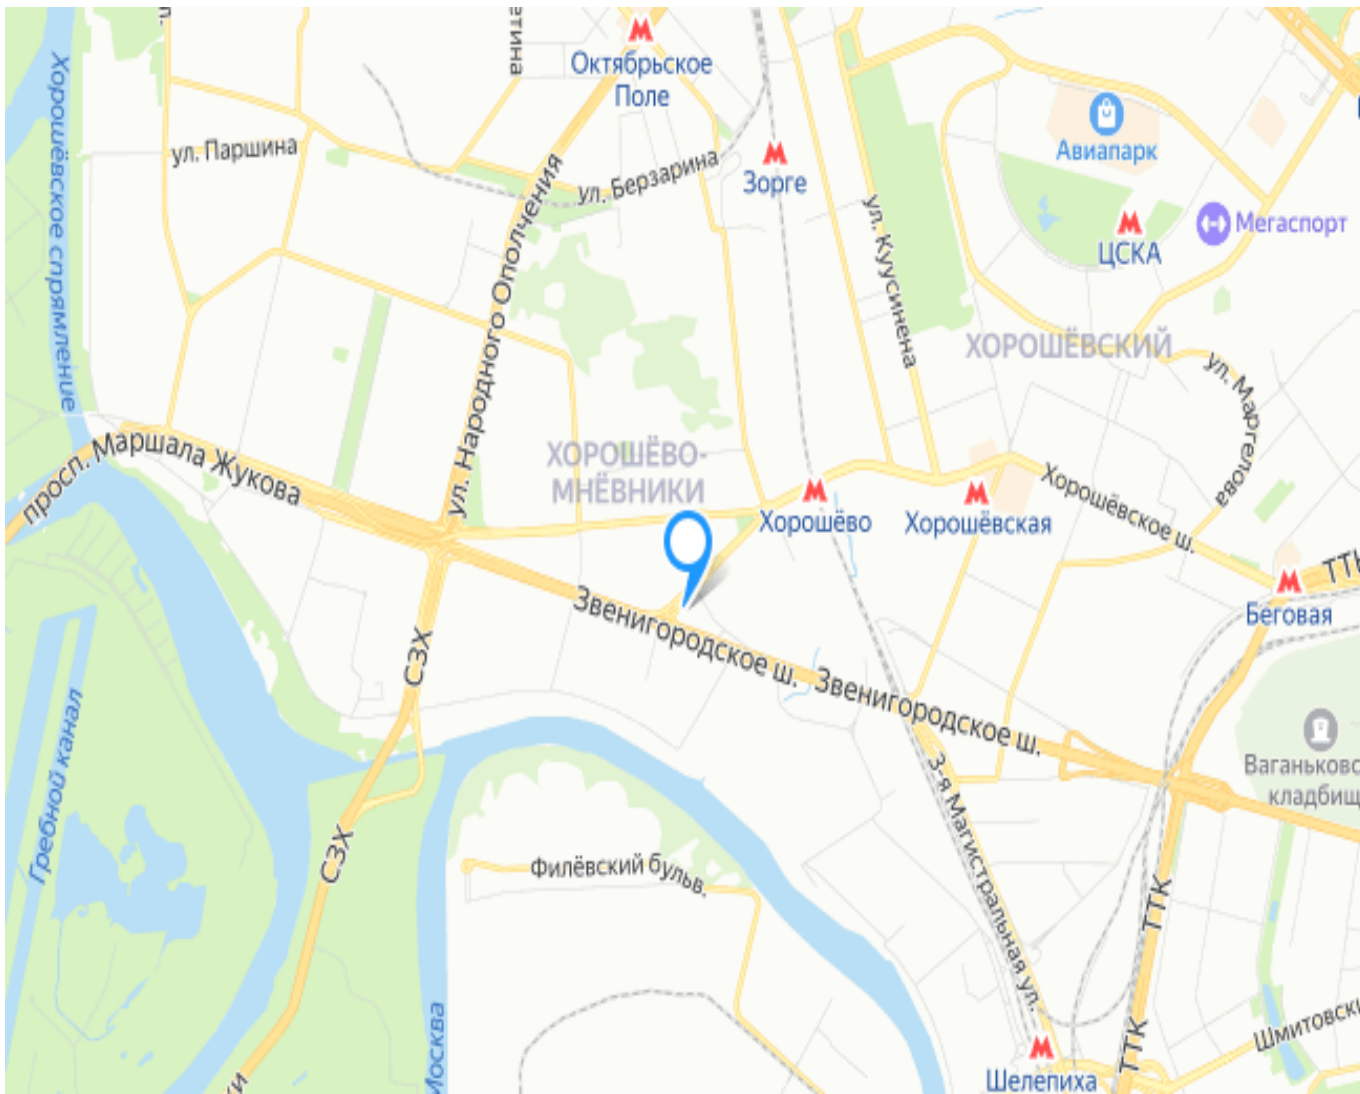 Октябрьское
Поле
ул. Паршина
ул. Берзарина
Зорге
Авиапарк
ЦСКА
Мегаспорт
Хорошёвское спрямление
ул. Народного Ополчения
ул. Куусинена
ХОРОШЁВСКИЙ
ул. Маргелова
просп. Маршала Жукова
ХОРОШЁВО-
МНЁВНИКИ
Хорошёво
Хорошёвская
Хорошёвское ш.
ТТК
Беговая
Звенигородское ш.
Звенигородское ш.
СЗХ
Гребной канал
СЗХ
3-я Магистральная ул.
Ваганьковс
кладбищ
Филёвский бульв.
ТТК
Москва
Шмитовски
ТТК
Шелепиха